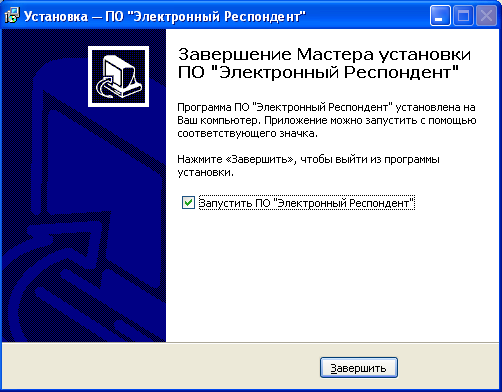 Установка — ПО "Электронный Респондент"
Завершение Мастера установки
ПО "Электронный Респондент"
Программа ПО "Электронный Респондент" установлена на
Ваш компьютер. Приложение можно запустить с помощью
соответствующего значка.
Нажмите «Завершить», чтобы выйти из программы
установки.
Запустить ПО "Электронный Респондент"
Завершить